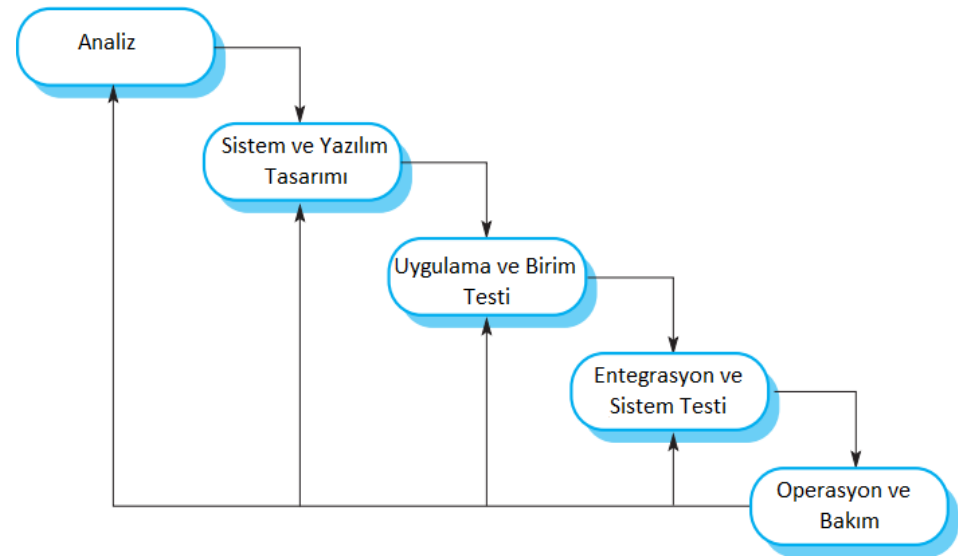 Analiz
Sistem ve Yazılım
Tasarımı
Uygulama ve Birim
Testi
Entegrasyon ve
Sistem Testi
Operasyon ve
Bakım